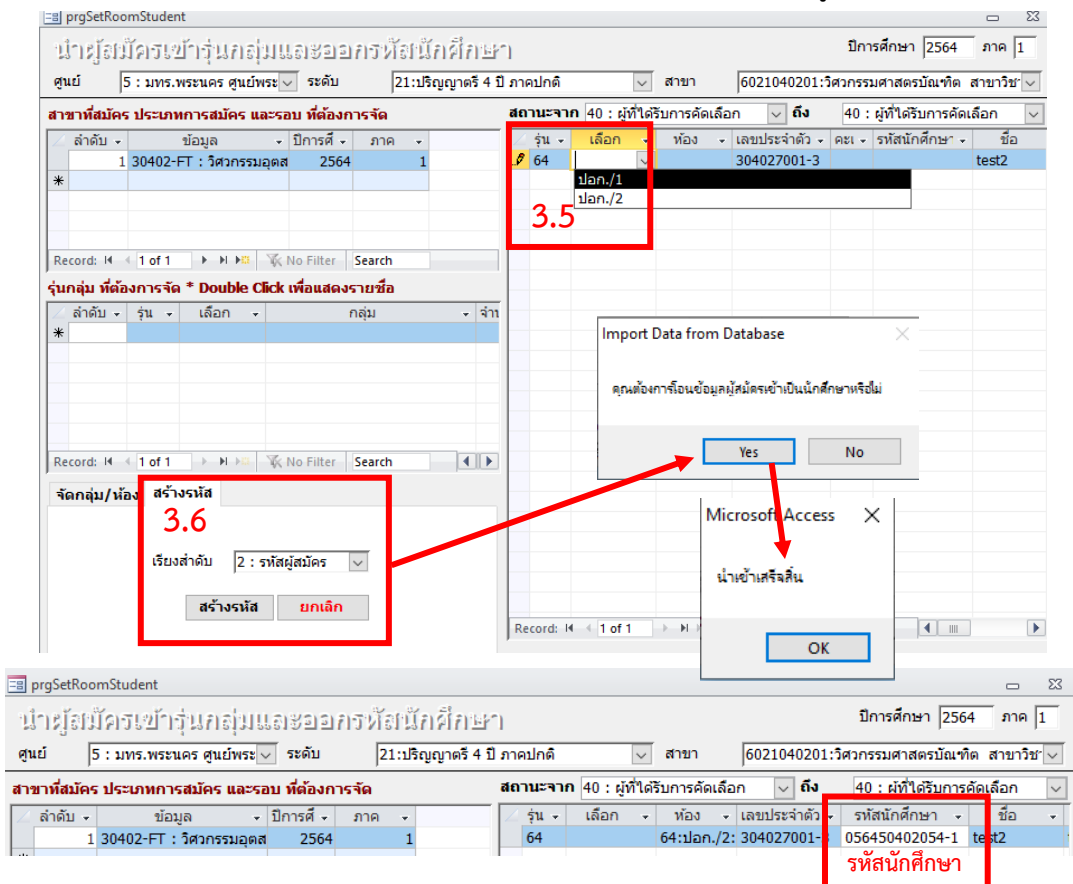 prgSetRoomStudent
นำผู้สมัครเข้ารุ่นกลุ่มและออกรหัสนักศึกษา
ปีการศึกษา 2564 ภาค 1
ศูนย์ 5 : มทร.พระนคร ศูนย์พระ ระดับ 21:ปริญญาตรี 4 ปี ภาคปกติ สาขา 6021040201:วิศวกรรมศาสตรบัณฑิต สาขาวิช
สาขาที่สมัคร ประเภทการสมัคร และรอบ ที่ต้องการจัด
สถานะจาก 40 : ผู้ที่ได้รับการคัดเลือก ถึง 40 : ผู้ที่ได้รับการคัดเลือก
ลำดับ ข้อมูล ปีการศึ ภาค
1 30402-FT : วิศวกรรมอุตส 2564 1
รุ่น เลือก ห้อง เลขประจำตัว คะเ รหัสนักศึกษา ชื่อ
64 304027001-3 test2
ปอก./1
ปอก./2
3.5
Record: 1 of 1 No Filter Search
รุ่นกลุ่ม ที่ต้องการจัด * Double Click เพื่อแสดงรายชื่อ
ลำดับ รุ่น เลือก กลุ่ม จำน
Import Data from Database
คุณต้องการโอนข้อมูลผู้สมัครเข้าเป็นนักศึกษาหรือไม่
Yes No
Record: 1 of 1 No Filter Search
จัดกลุ่ม/ห้อง สร้างรหัส
3.6
เรียงลำดับ 2 : รหัสผู้สมัคร
สร้างรหัส ยกเลิก
Microsoft Access
นำเข้าเสร็จสิ้น
OK
Record: 1 of 1
prgSetRoomStudent
นำผู้สมัครเข้ารุ่นกลุ่มและออกรหัสนักศึกษา
ปีการศึกษา 2564 ภาค 1
ศูนย์ 5 : มทร.พระนคร ศูนย์พระ ระดับ 21:ปริญญาตรี 4 ปี ภาคปกติ สาขา 6021040201:วิศวกรรมศาสตรบัณฑิต สาขาวิช
สาขาที่สมัคร ประเภทการสมัคร และรอบ ที่ต้องการจัด
สถานะจาก 40 : ผู้ที่ได้รับการคัดเลือก ถึง 40 : ผู้ที่ได้รับการคัดเลือก
ลำดับ ข้อมูล ปีการศึ ภาค
1 30402-FT : วิศวกรรมอุตส 2564 1
รุ่น เลือก ห้อง เลขประจำตัว รหัสนักศึกษา ชื่อ
64 64:ปอก./2: 304027001-3 056450402054-1 test2
รหัสนักศึกษา